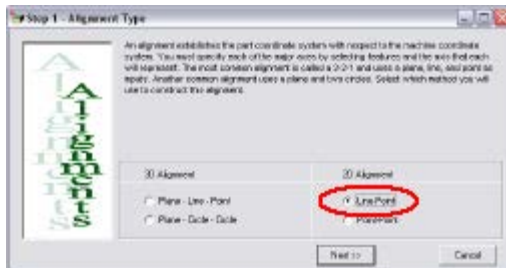 Step 1 - Alignment Type
An alignment establishes the part coordinate system with respect to the machine coordinate
system. You must specify each of the major axes by selecting features and the axis that each
will represent. The most common alignment is called a 3-2-1 and uses a plane, line, and point as
inputs. Another common alignment uses a plane and two circles. Select which method you will
use to construct the alignment.
Alignments
3D Alignment
2D Alignment
Plane - Line - Point
Line Point
Plane - Circle - Circle
Next >>
Cancel